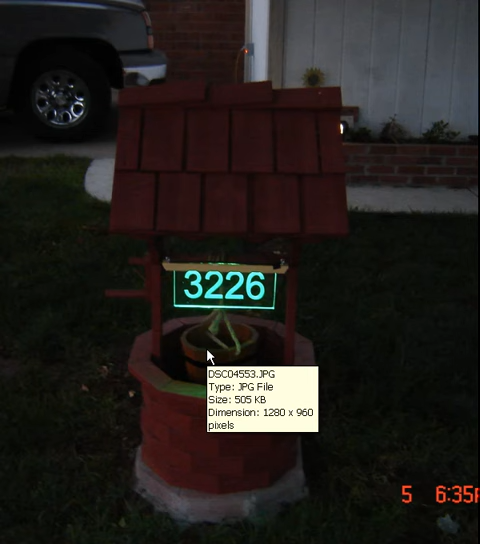 3226
DSC04553.JPG
Type: JPG File
Size: 505 KB
Dimension: 1280 x 960
pixels
5 6:35P